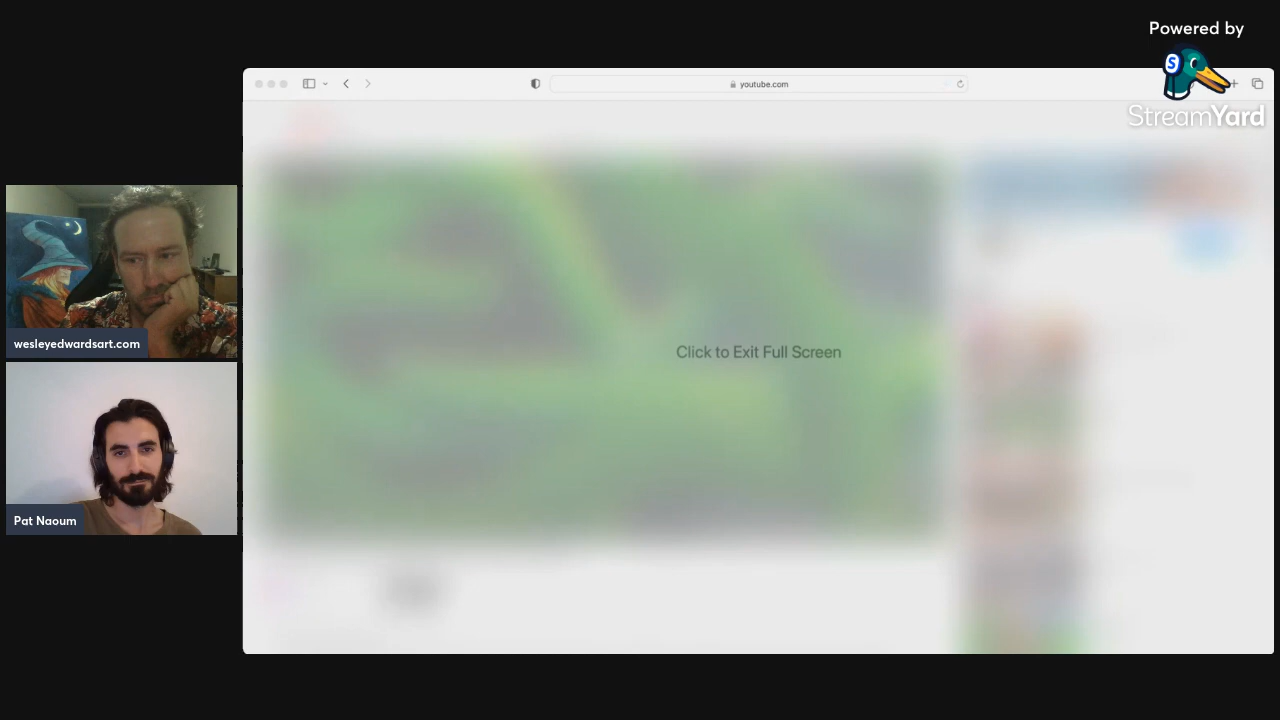 Powered by
S
StreamYard
youtube.com
wesleyedwardsart.com
Click to Exit Full Screen
Pat Naoum